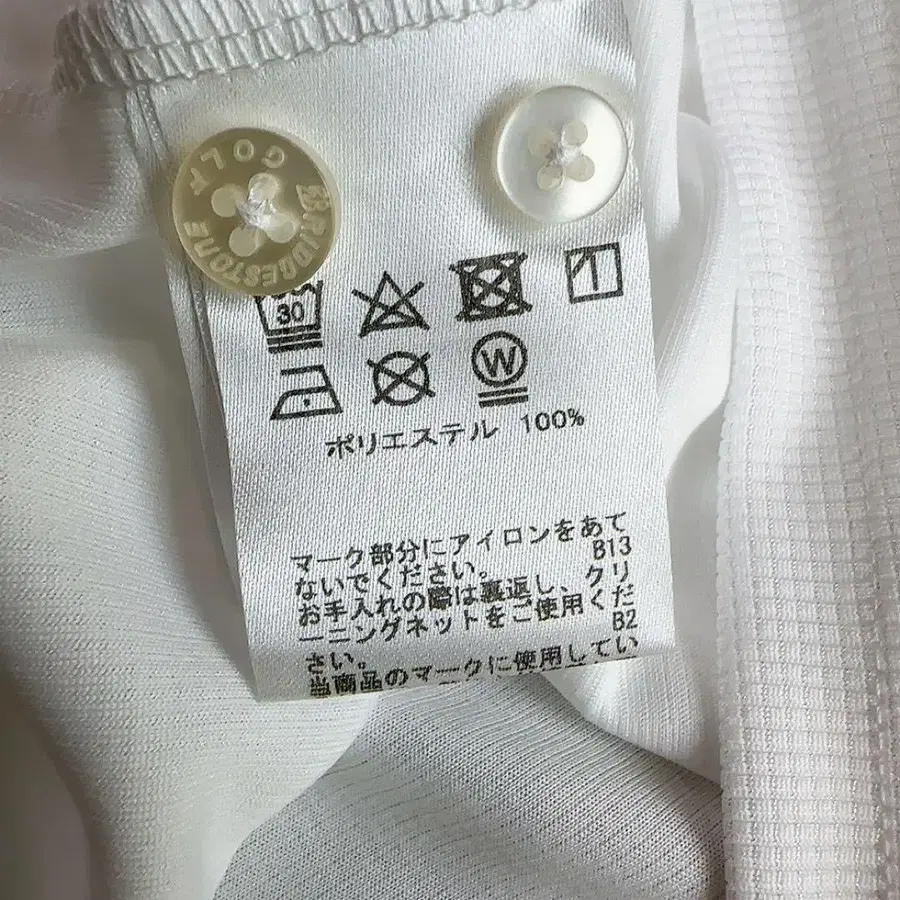 BRIDGESTONE
GOLF
30
W
ポリエステル 100%
マーク部分にアイロンをあて
ないでください。 B13
お手入れの際は裏返し、クリ
ーニングネットをご使用くだ
さい。 B2
当商品のマークに使用してい